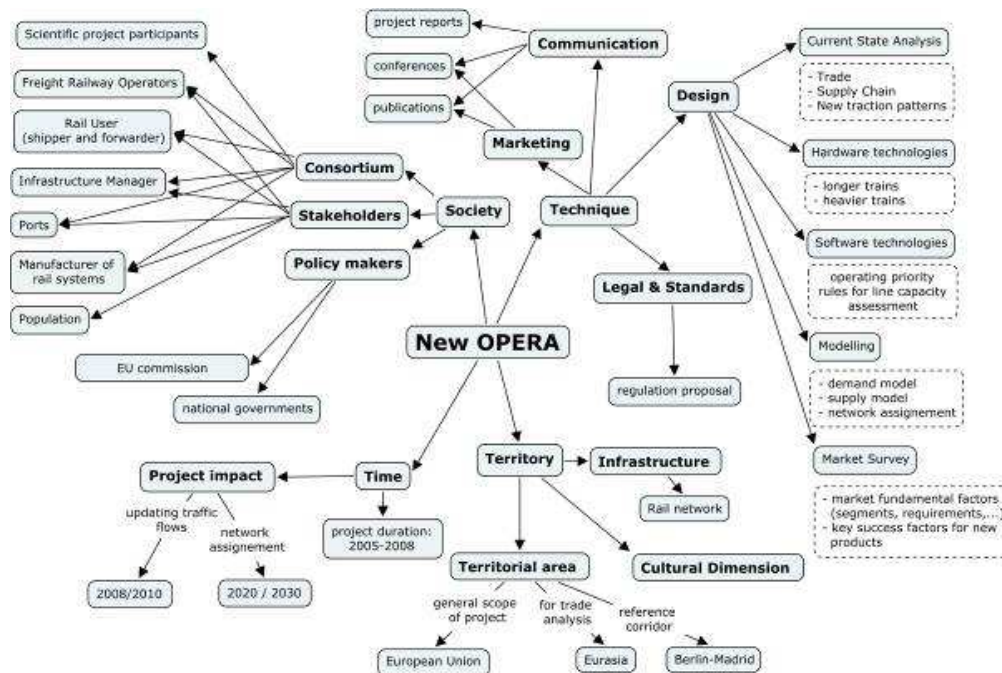 project reports
Communication
Scientific project participants
Current State Analysis
conferences
Freight Railway Operators
Design
- Trade
- Supply Chain
- New traction patterns
publications
Rail User
(shipper and forwarder)
Marketing
Hardware technologies
Consortium
Infrastructure Manager
- longer trains
- heavier trains
Society
Technique
Stakeholders
Ports
Software technologies
Manufacturer of
rail systems
Policy makers
operating priority
rules for line capacity
assessment
Legal & Standards
Population
New OPERA
Modelling
EU commission
regulation proposal
- demand model
- supply model
- network assignement
national governments
Territory
Infrastructure
Market Survey
Project impact
Time
updating traffic
flows
network
assignement
Rail network
- market fundamental factors
(segments, requirements,...)
- key success factors for new
products
project duration:
2005-2008
Territorial area
Cultural Dimension
2008/2010
2020 / 2030
general scope
of project
for trade
analysis
reference
corridor
European Union
Eurasia
Berlin-Madrid